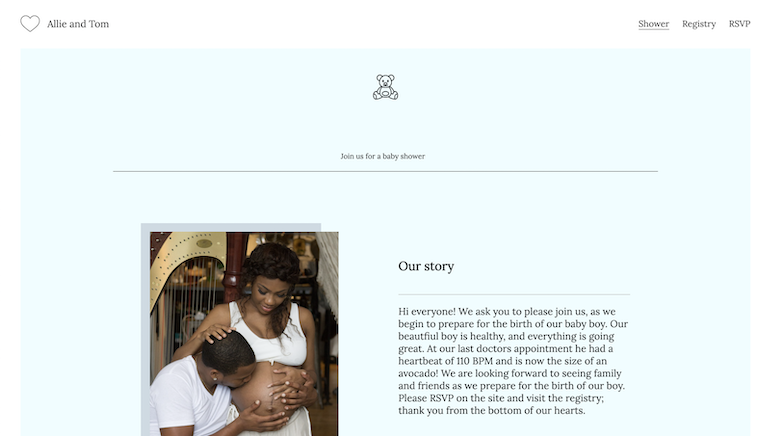 Allie and Tom
Shower Registry RSVP
Join us for a baby shower
Our story
Hi everyone! We ask you to please join us, as we
begin to prepare for the birth of our baby boy. Our
beautfiul boy is healthy, and everything is going
great. At our last doctors appointment he had a
heartbeat of 110 BPM and is now the size of an
avocado! We are looking forward to seeing family
and friends as we prepare for the birth of our boy.
Please RSVP on the site and visit the registry;
thank you from the bottom of our hearts.